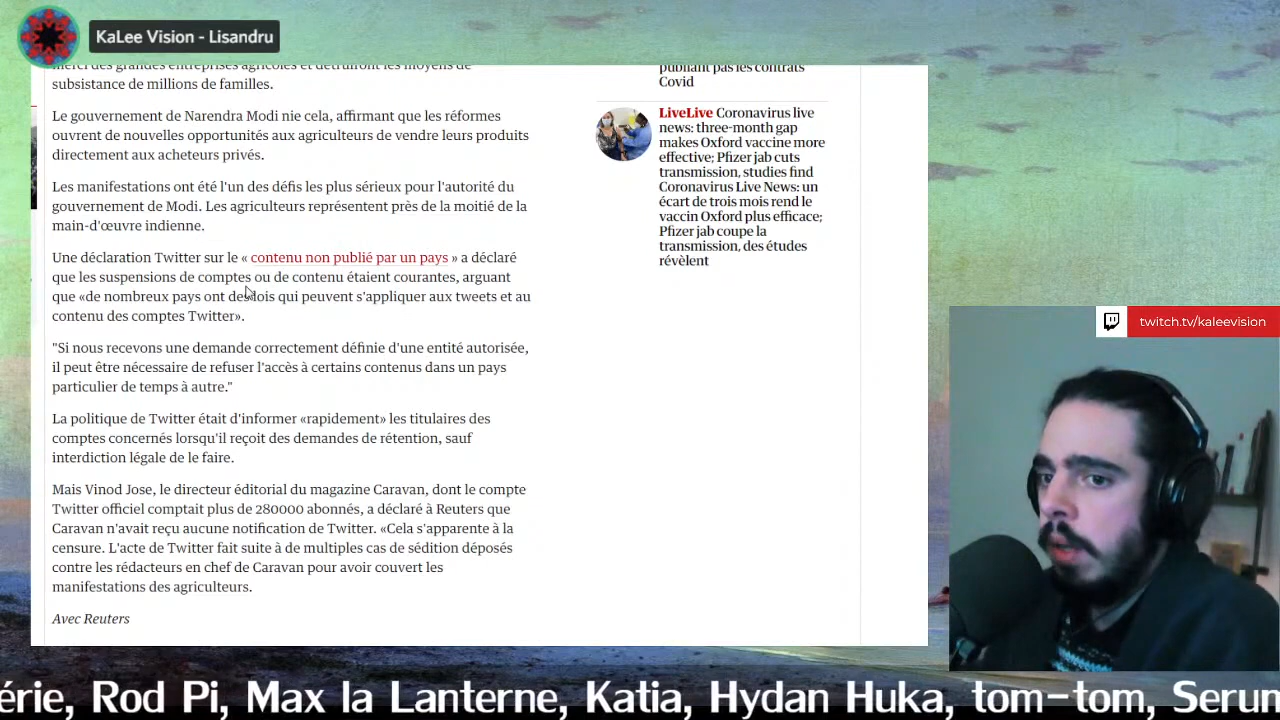 KaLee Vision - Lisandru
merci des grandes entreprises agricoles et détruiront les moyens de
subsistance de millions de familles.
Le gouvernement de Narendra Modi nie cela, affirmant que les réformes
ouvrent de nouvelles opportunités aux agriculteurs de vendre leurs produits
directement aux acheteurs privés.
Les manifestations ont été l'un des défis les plus sérieux pour l'autorité du
gouvernement de Modi. Les agriculteurs représentent près de la moitié de la
main-d'œuvre indienne.
Une déclaration Twitter sur le « contenu non publié par un pays » a déclaré
que les suspensions de comptes ou de contenu étaient courantes, arguant
que «de nombreux pays ont des lois qui peuvent s'appliquer aux tweets et au
contenu des comptes Twitter».
"Si nous recevons une demande correctement définie d'une entité autorisée,
il peut être nécessaire de refuser l'accès à certains contenus dans un pays
particulier de temps à autre."
La politique de Twitter était d'informer «rapidement» les titulaires des
comptes concernés lorsqu'il reçoit des demandes de rétention, sauf
interdiction légale de le faire.
Mais Vinod Jose, le directeur éditorial du magazine Caravan, dont le compte
Twitter officiel comptait plus de 280000 abonnés, a déclaré à Reuters que
Caravan n'avait reçu aucune notification de Twitter. «Cela s'apparente à la
censure. L'acte de Twitter fait suite à de multiples cas de sédition déposés
contre les rédacteurs en chef de Caravan pour avoir couvert les
manifestations des agriculteurs.
Avec Reuters
publiant pas les contrats
Covid
LiveLive Coronavirus live
news: three-month gap
makes Oxford vaccine more
effective; Pfizer jab cuts
transmission, studies find
Coronavirus Live News: un
écart de trois mois rend le
vaccin Oxford plus efficace;
Pfizer jab coupe la
transmission, des études
révèlent
twitch.tv/kaleevision
érie, Rod Pi, Max la Lanterne, Katia, Hydan Huka, tom-tom, Serum